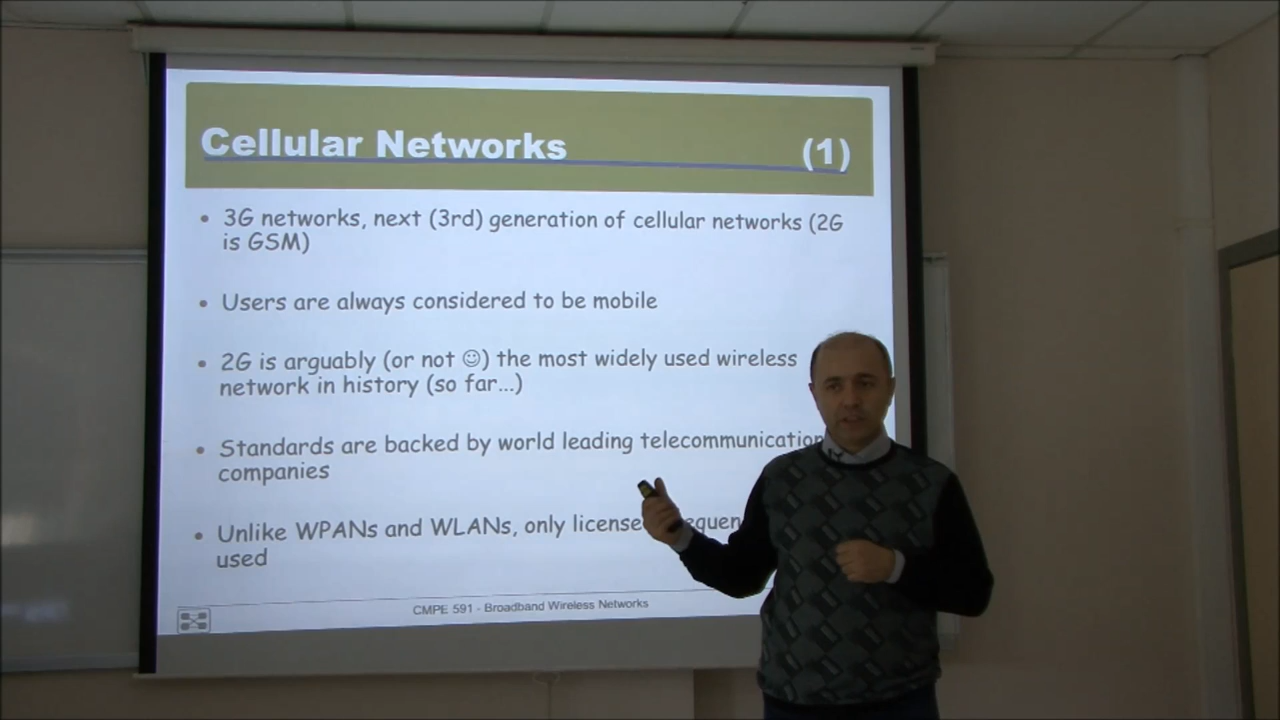 Cellular Networks (1)
• 3G networks, next (3rd) generation of cellular networks (2G
is GSM)
• Users are always considered to be mobile
• 2G is arguably (or not ☺) the most widely used wireless
network in history (so far...)
• Standards are backed by world leading telecommunication
companies
• Unlike WPANs and WLANs, only
used
CMPE 591 - Broadband Wireless Networks